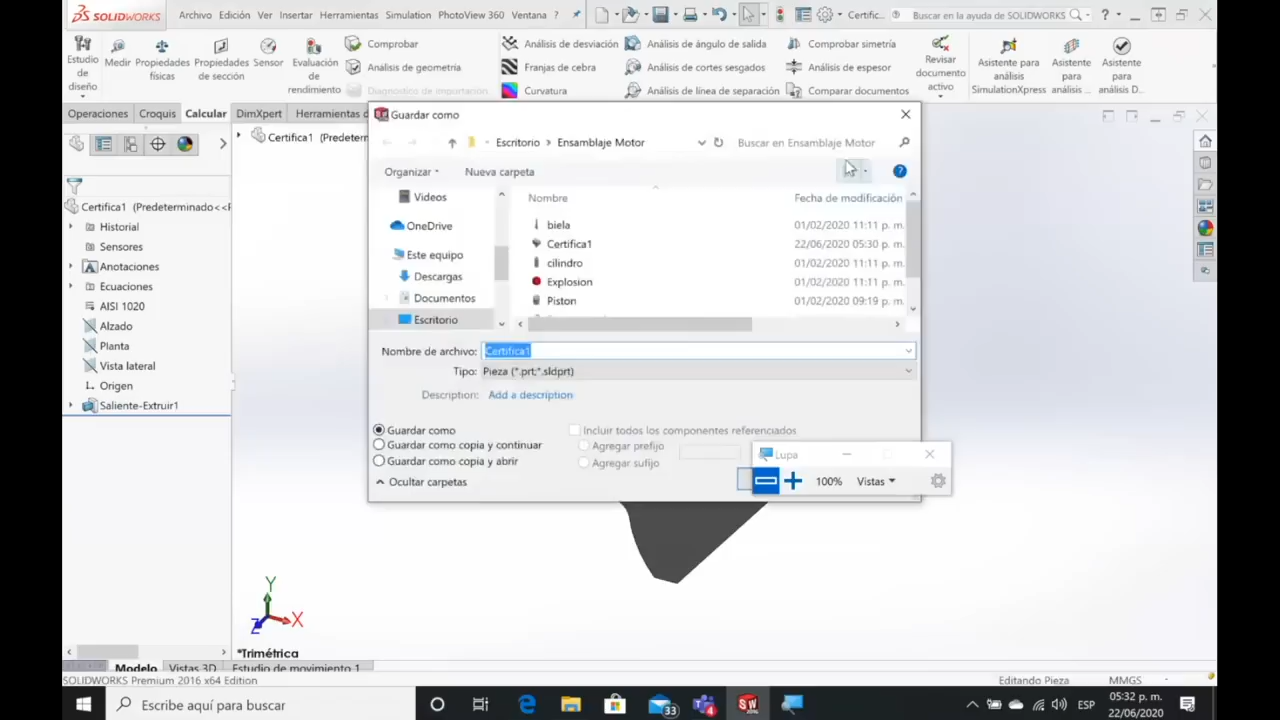 SOLIDWORKS
Archivo Edición Ver Insertar Herramientas Simulation PhotoView 360 Ventana ?
Certific...
Buscar en la ayuda de SOLIDWORKS
?
Estudio de diseño
Medir
Propiedades físicas
Propiedades de sección
Sensor
Evaluación de rendimiento
Comprobar
Análisis de geometría
Diagnóstico de importación
Análisis de desviación
Franjas de cebra
Curvatura
Análisis de ángulo de salida
Análisis de cortes sesgados
Análisis de línea de separación
Comprobar simetría
Análisis de espesor
Comparar documentos
Revisar documento activo
Asistente para análisis SimulationXpress
Asistente para análisis ...
Asistente para análisis D...
Operaciones Croquis Calcular DimXpert Herramientas d
Certifica1 (Predetermin
Certifica1 (Predeterminado<<F
Historial
Sensores
Anotaciones
Ecuaciones
AISI 1020
Alzado
Planta
Vista lateral
Origen
Saliente-Extruir1
Guardar como
Escritorio > Ensamblaje Motor
Buscar en Ensamblaje Motor
Organizar
Nueva carpeta
Videos
OneDrive
Este equipo
Descargas
Documentos
Escritorio
Nombre Fecha de modificación
biela 01/02/2020 11:11 p. m.
Certifica1 22/06/2020 05:30 p. m.
cilindro 01/02/2020 11:11 p. m.
Explosion 01/02/2020 11:11 p. m.
Piston 01/02/2020 09:19 p. m.
Nombre de archivo: Certifica1
Tipo: Pieza (*.prt;*.sldprt)
Description: Add a description
Guardar como
Guardar como copia y continuar
Guardar como copia y abrir
Incluir todos los componentes referenciados
Agregar prefijo
Agregar sufijo
Ocultar carpetas
Lupa
100% Vistas
Y
X
Z
*Trimétrica
Modelo Vistas 3D Estudio de movimiento 1
SOLIDWORKS Premium 2016 x64 Edition
Editando Pieza MMGS
Escribe aquí para buscar
33
4
ESP
05:32 p. m.
22/06/2020